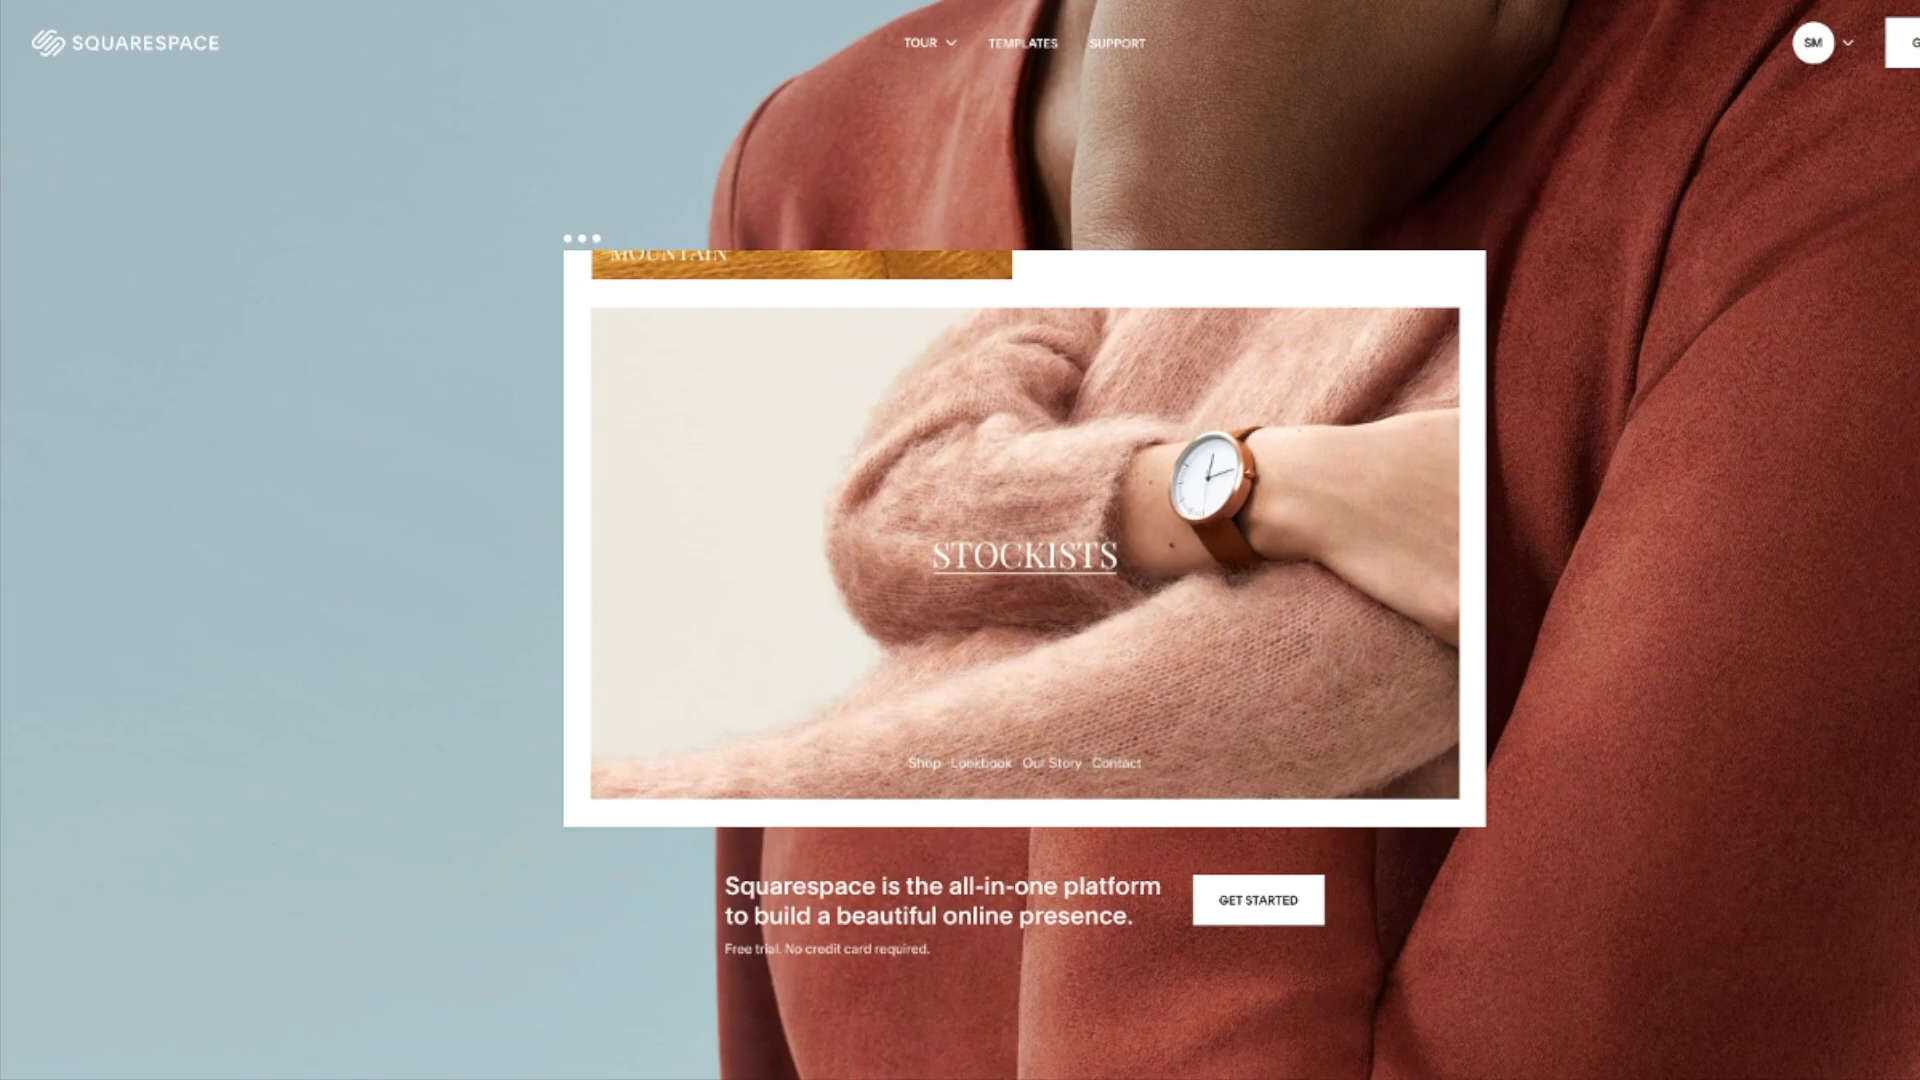 SQUARESPACE
TOUR
TEMPLATES
SUPPORT
SM
G
MOUNTAIN
STOCKISTS
Shop Lookbook Our Story Contact
Squarespace is the all-in-one platform
to build a beautiful online presence.
GET STARTED
Free trial. No credit card required.